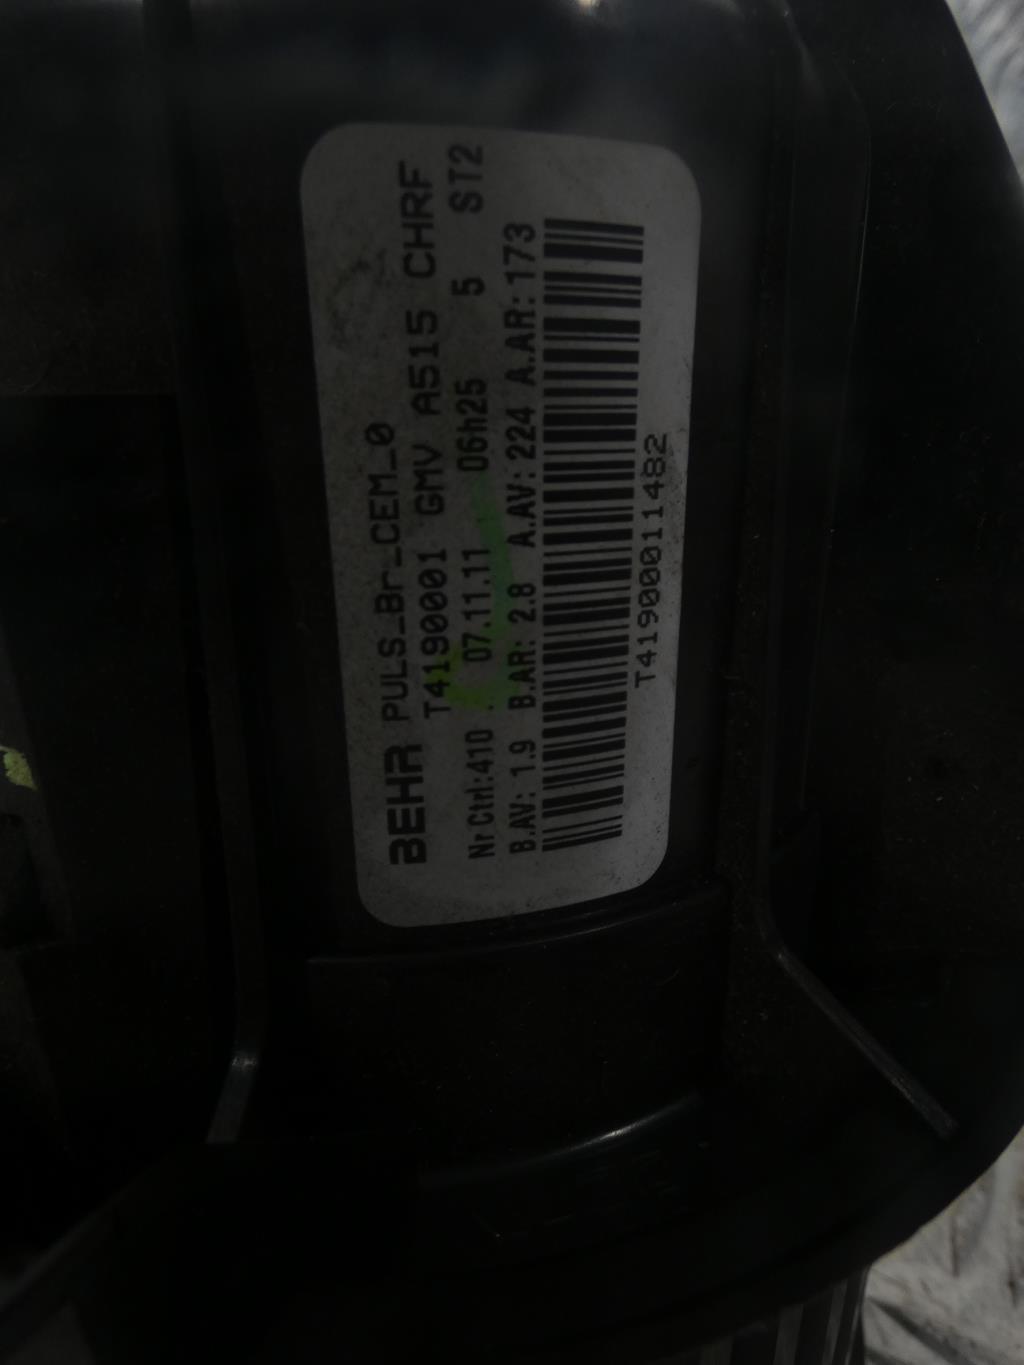 BEHR PULS_Br_CEM_0
T4190001 GMV A515 CHRF
Nr Ctrl:410 . 07.11.11 06h25 5 ST2
B.AV: 1.9 B.AR: 2.8 A.AV: 224 A.AR: 173
T41900011482